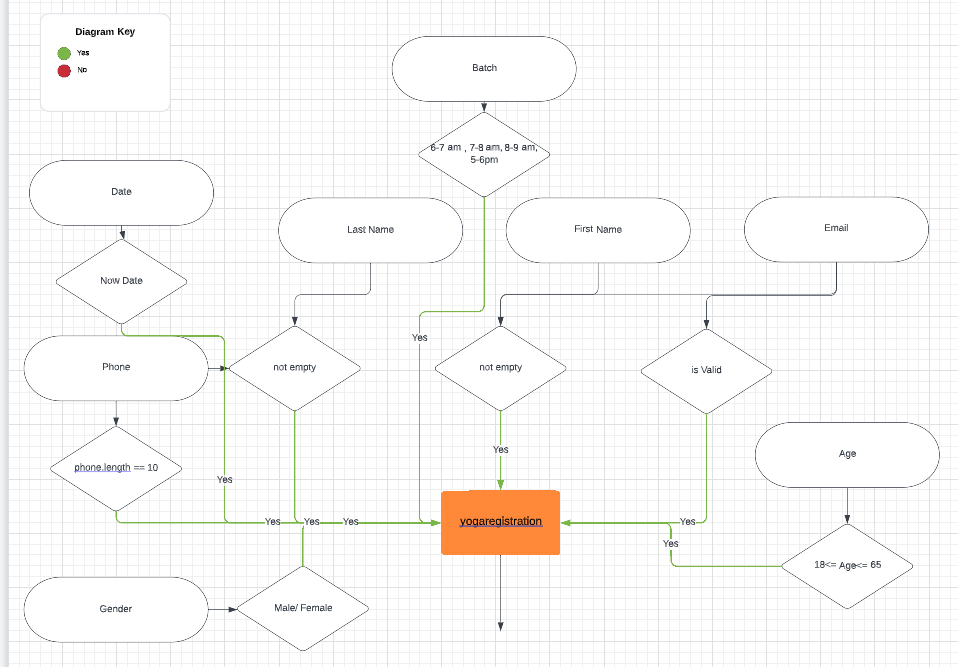 Diagram Key
Yes
No
Batch
6-7 am , 7-8 am, 8-9 am,
5-6pm
Date
Last Name
First Name
Email
Now Date
Yes
Phone
not empty
not empty
is Valid
Yes
Age
phone.length == 10
Yes
Yes
Yes
Yes
yogaregistration
Yes
Yes
18<= Age<= 65
Gender
Male/ Female